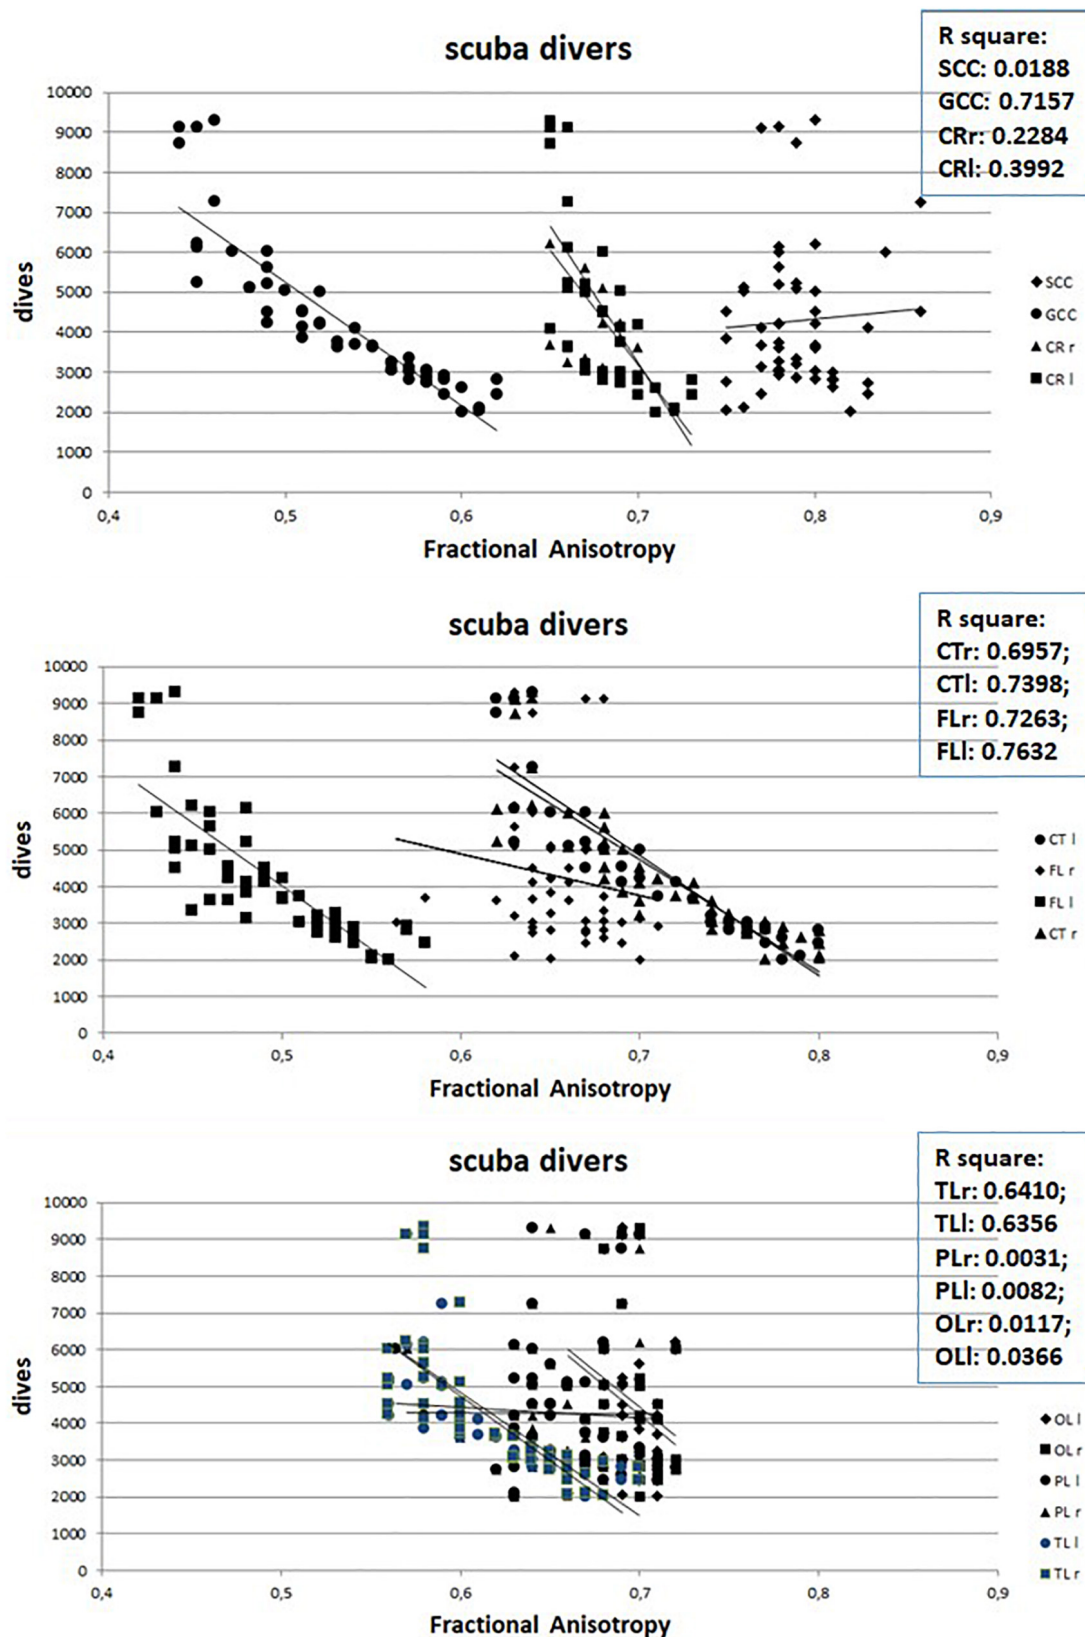 scuba divers
R square:
SCC: 0.0188
GCC: 0.7157
CRr: 0.2284
CRl: 0.3992
10000
9000
8000
7000
6000
5000
4000
3000
2000
1000
0
dives
0,4 0,5 0,6 0,7 0,8 0,9
Fractional Anisotropy
SCC
GCC
CR r
CR l
scuba divers
R square:
CTr: 0.6957;
CTl: 0.7398;
FLr: 0.7263;
FLl: 0.7632
10000
9000
8000
7000
6000
5000
4000
3000
2000
1000
0
dives
0,4 0,5 0,6 0,7 0,8 0,9
Fractional Anisotropy
CT l
FL r
FL l
CT r
scuba divers
R square:
TLr: 0.6410;
TLl: 0.6356
PLr: 0.0031;
PLl: 0.0082;
OLr: 0.0117;
OLl: 0.0366
10000
9000
8000
7000
6000
5000
4000
3000
2000
1000
0
dives
0,4 0,5 0,6 0,7 0,8 0,9
Fractional Anisotropy
OL l
OL r
PL l
PL r
TL l
TL r